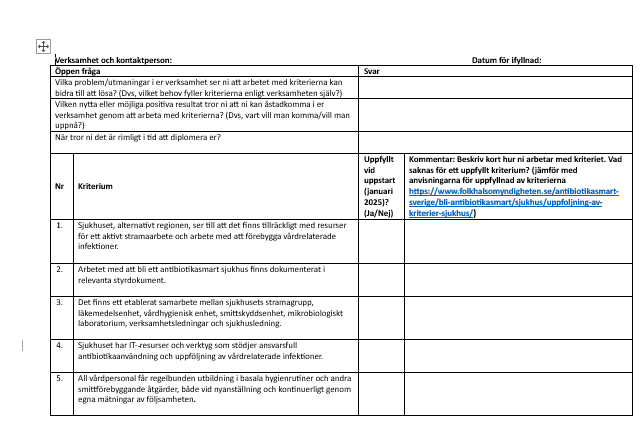 Verksamhet och kontaktperson: Datum för ifyllnad:
Öppen fråga Svar
Vilka problem/utmaningar i er verksamhet ser ni att arbetet med kriterierna kan
bidra till att lösa? (Dvs, vilket behov fyller kriterierna enligt verksamheten själv?)
Vilken nytta eller möjliga positiva resultat tror ni att ni kan åstadkomma i er
verksamhet genom att arbeta med kriterierna? (Dvs, vart vill man komma/vill man
uppnå?)
När tror ni det är rimligt i tid att diplomera er?
Nr
Kriterium
Uppfyllt
vid
uppstart
(januari
2025)?
(Ja/Nej)
Kommentar: Beskriv kort hur ni arbetar med kriteriet. Vad
saknas för ett uppfyllt kriterium? (jämför med
anvisningarna för uppfyllnad av kriterierna
https://www.folkhalsomyndigheten.se/antibiotikasmart-
sverige/bli-antibiotikasmart/sjukhus/uppfoljning-av-
kriterier-sjukhus/)
1. Sjukhuset, alternativt regionen, ser till att det finns tillräckligt med resurser
för ett aktivt stramaarbete och arbete med att förebygga vårdrelaterade
infektioner.
2. Arbetet med att bli ett antibiotikasmart sjukhus finns dokumenterat i
relevanta styrdokument.
3. Det finns ett etablerat samarbete mellan sjukhusets stramagrupp,
läkemedelsenhet, vårdhygienisk enhet, smittskyddsenhet, mikrobiologiskt
laboratorium, verksamhetsledningar och sjukhusledning.
4. Sjukhuset har IT-resurser och verktyg som stödjer ansvarsfull
antibiotikaanvändning och uppföljning av vårdrelaterade infektioner.
5. All vårdpersonal får regelbunden utbildning i basala hygienrutiner och andra
smittförebyggande åtgärder, både vid nyanställning och kontinuerligt genom
egna mätningar av följsamheten.